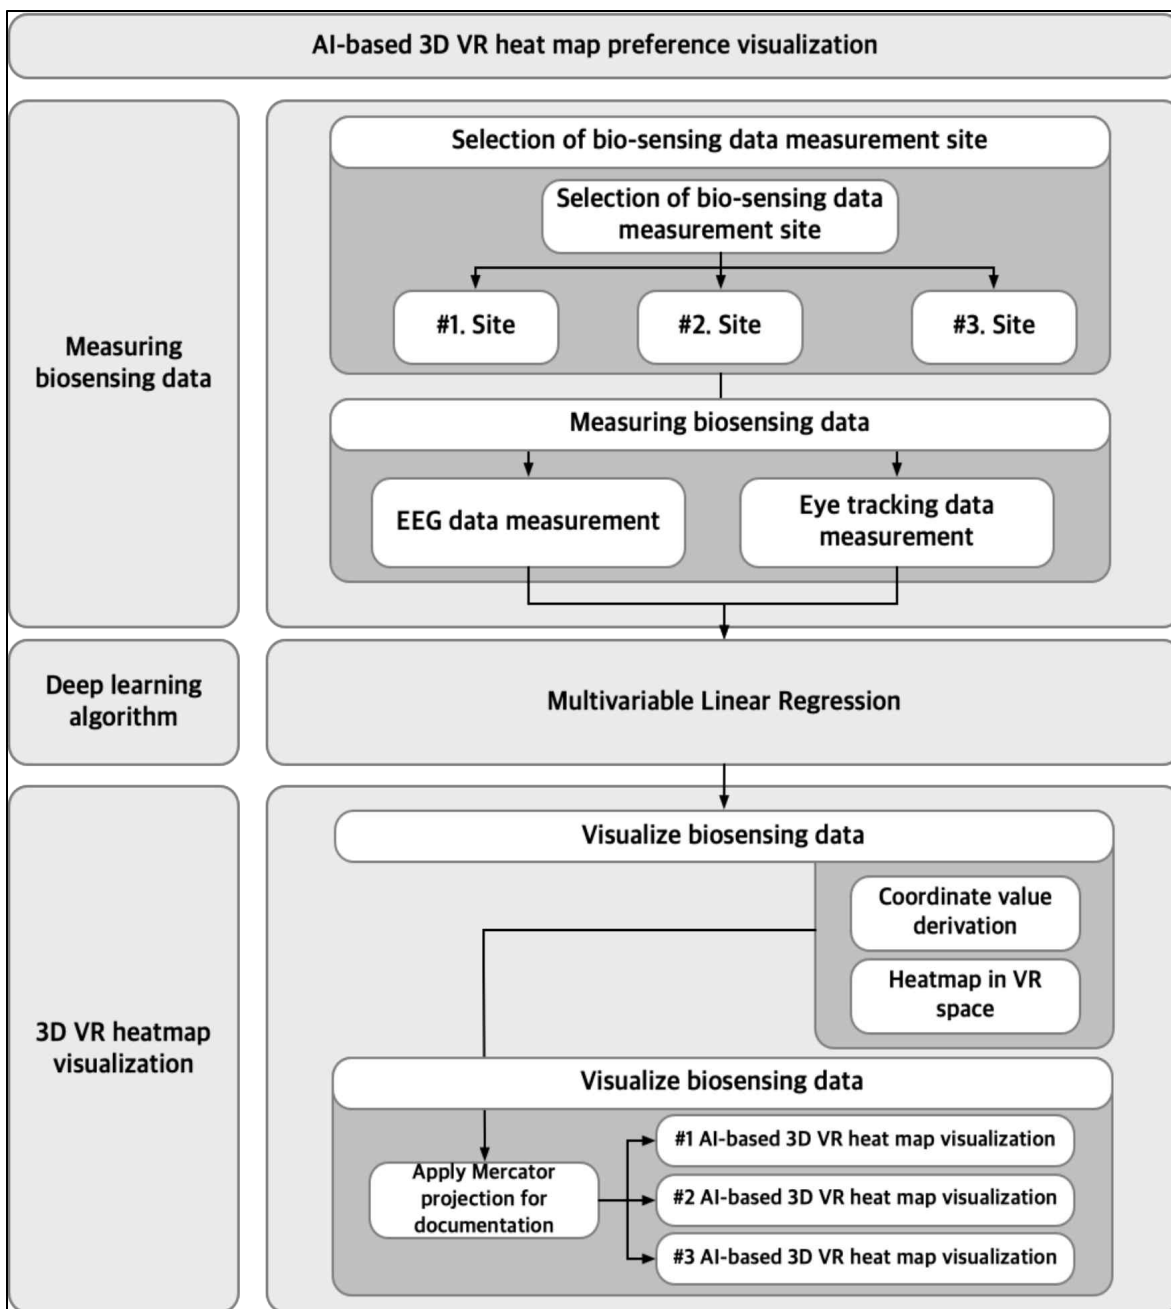 AI-based 3D VR heat map preference visualization
Measuring
biosensing data
Selection of bio-sensing data measurement site
Selection of bio-sensing data
measurement site
#1. Site
#2. Site
#3. Site
Measuring biosensing data
EEG data measurement
Eye tracking data
measurement
Deep learning
algorithm
Multivariable Linear Regression
3D VR heatmap
visualization
Visualize biosensing data
Coordinate value
derivation
Heatmap in VR
space
Visualize biosensing data
Apply Mercator
projection for
documentation
#1 AI-based 3D VR heat map visualization
#2 AI-based 3D VR heat map visualization
#3 AI-based 3D VR heat map visualization